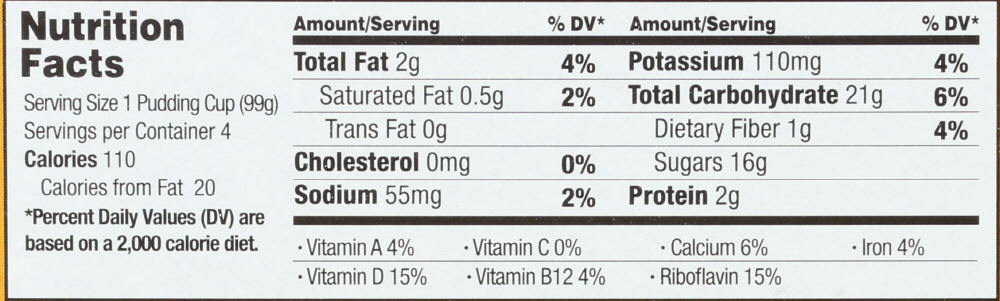 Nutrition
Facts
Serving Size 1 Pudding Cup (99g)
Servings per Container 4
Calories 110
Calories from Fat 20
*Percent Daily Values (DV) are
based on a 2,000 calorie diet.
Amount/Serving % DV* Amount/Serving % DV*
Total Fat 2g 4% Potassium 110mg 4%
Saturated Fat 0.5g 2% Total Carbohydrate 21g 6%
Trans Fat 0g Dietary Fiber 1g 4%
Cholesterol 0mg 0% Sugars 16g
Sodium 55mg 2% Protein 2g
· Vitamin A 4% · Vitamin C 0% · Calcium 6% · Iron 4%
· Vitamin D 15% · Vitamin B12 4% · Riboflavin 15%